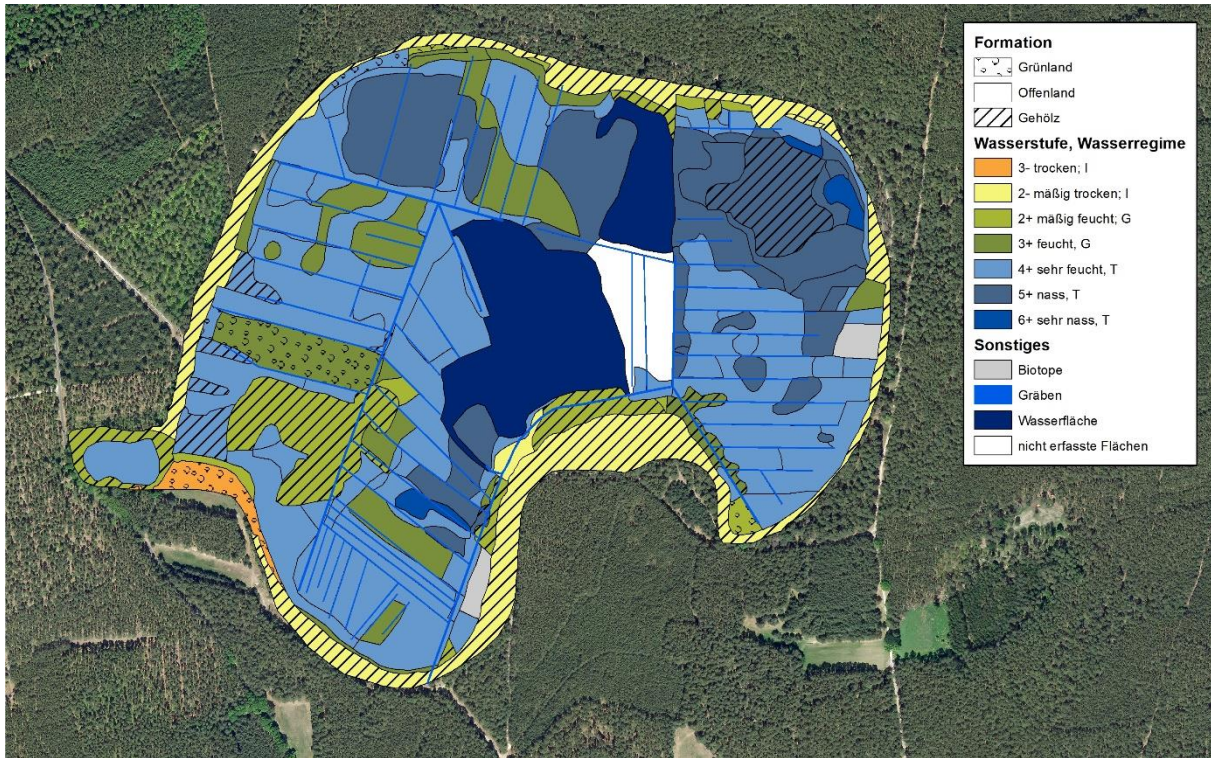 Formation
Grünland
Offenland
Gehölz
Wasserstufe, Wasserregime
3- trocken; I
2- mäßig trocken; I
2+ mäßig feucht; G
3+ feucht, G
4+ sehr feucht, T
5+ nass, T
6+ sehr nass, T
Sonstiges
Biotope
Gräben
Wasserfläche
nicht erfasste Flächen